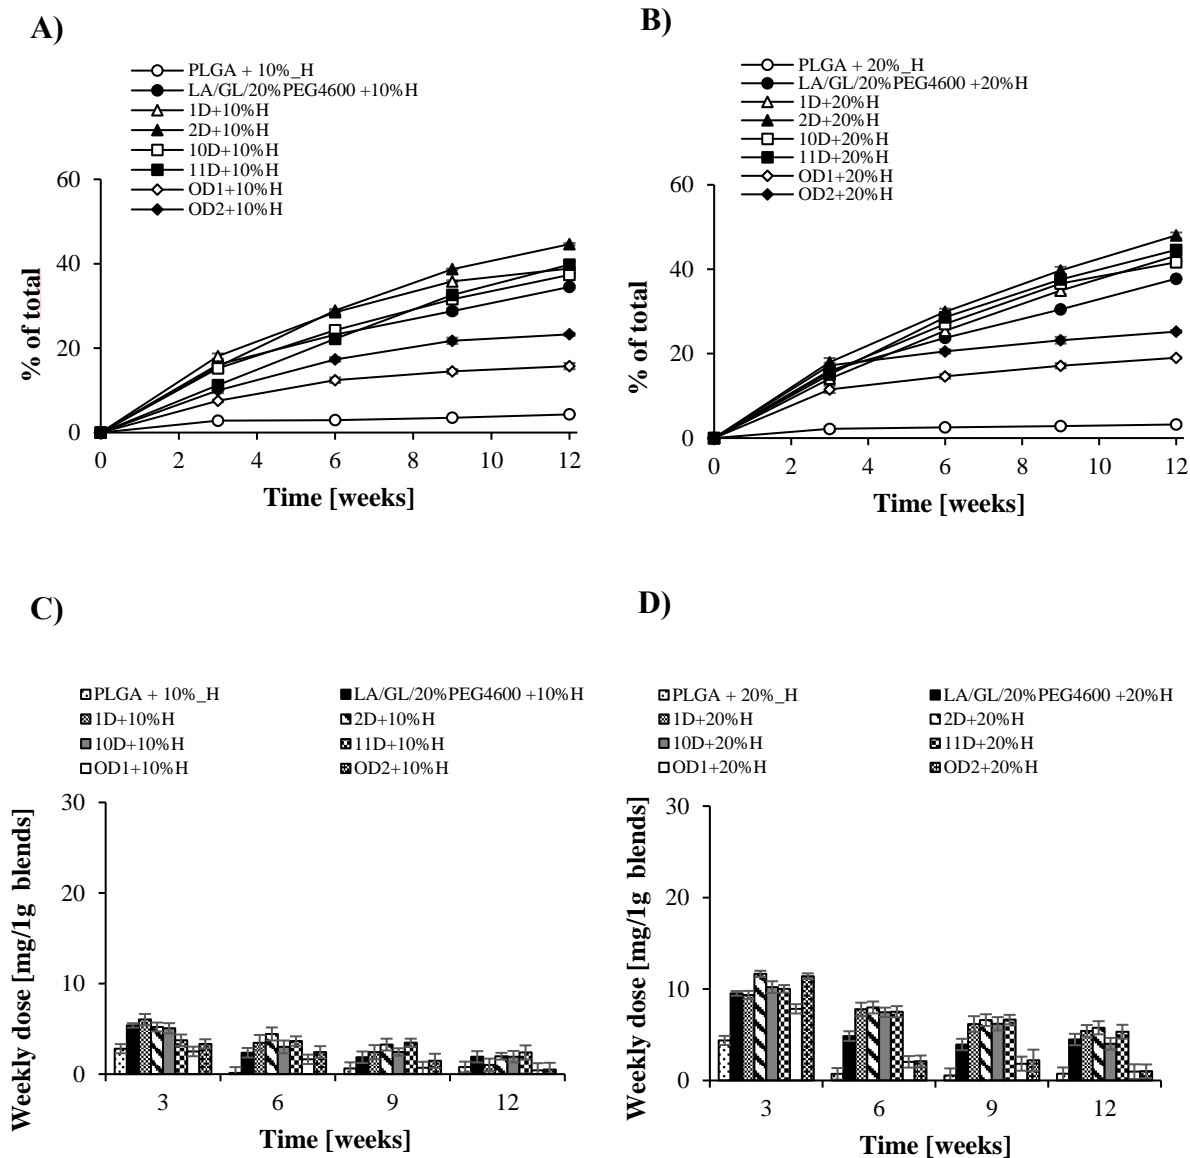 A)
PLGA + 10%_H
LA/GL/20%PEG4600 +10%H
1D+10%H
2D+10%H
10D+10%H
11D+10%H
OD1+10%H
OD2+10%H
60
40
20
0
% of total
0 2 4 6 8 10 12
Time [weeks]
B)
PLGA + 20%_H
LA/GL/20%PEG4600 +20%H
1D+20%H
2D+20%H
10D+20%H
11D+20%H
OD1+20%H
OD2+20%H
60
40
20
0
% of total
0 2 4 6 8 10 12
Time [weeks]
C)
PLGA + 10%_H LA/GL/20%PEG4600 +10%H
1D+10%H 2D+10%H
10D+10%H 11D+10%H
OD1+10%H OD2+10%H
30
20
10
0
Weekly dose [mg/1g blends]
3 6 9 12
Time [weeks]
D)
PLGA + 20%_H LA/GL/20%PEG4600 +20%H
1D+20%H 2D+20%H
10D+20%H 11D+20%H
OD1+20%H OD2+20%H
30
20
10
0
Weekly dose [mg/1g blends]
3 6 9 12
Time [weeks]